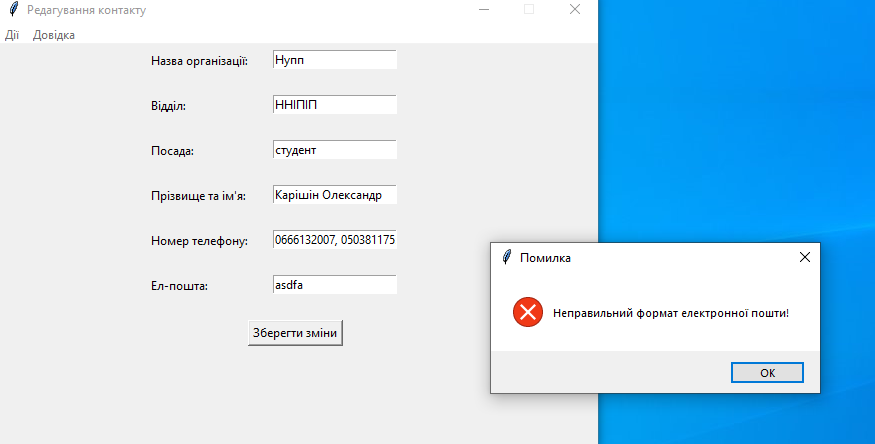 Редагування контакту
Дії Довідка
Назва організації: Нупп
Відділ: ННІПІП
Посада: студент
Прізвище та ім'я: Карішін Олександр
Номер телефону: 0666132007, 050381175
Ел-пошта: asdfa
Зберегти зміни
Помилка
Неправильний формат електронної пошти!
ОК